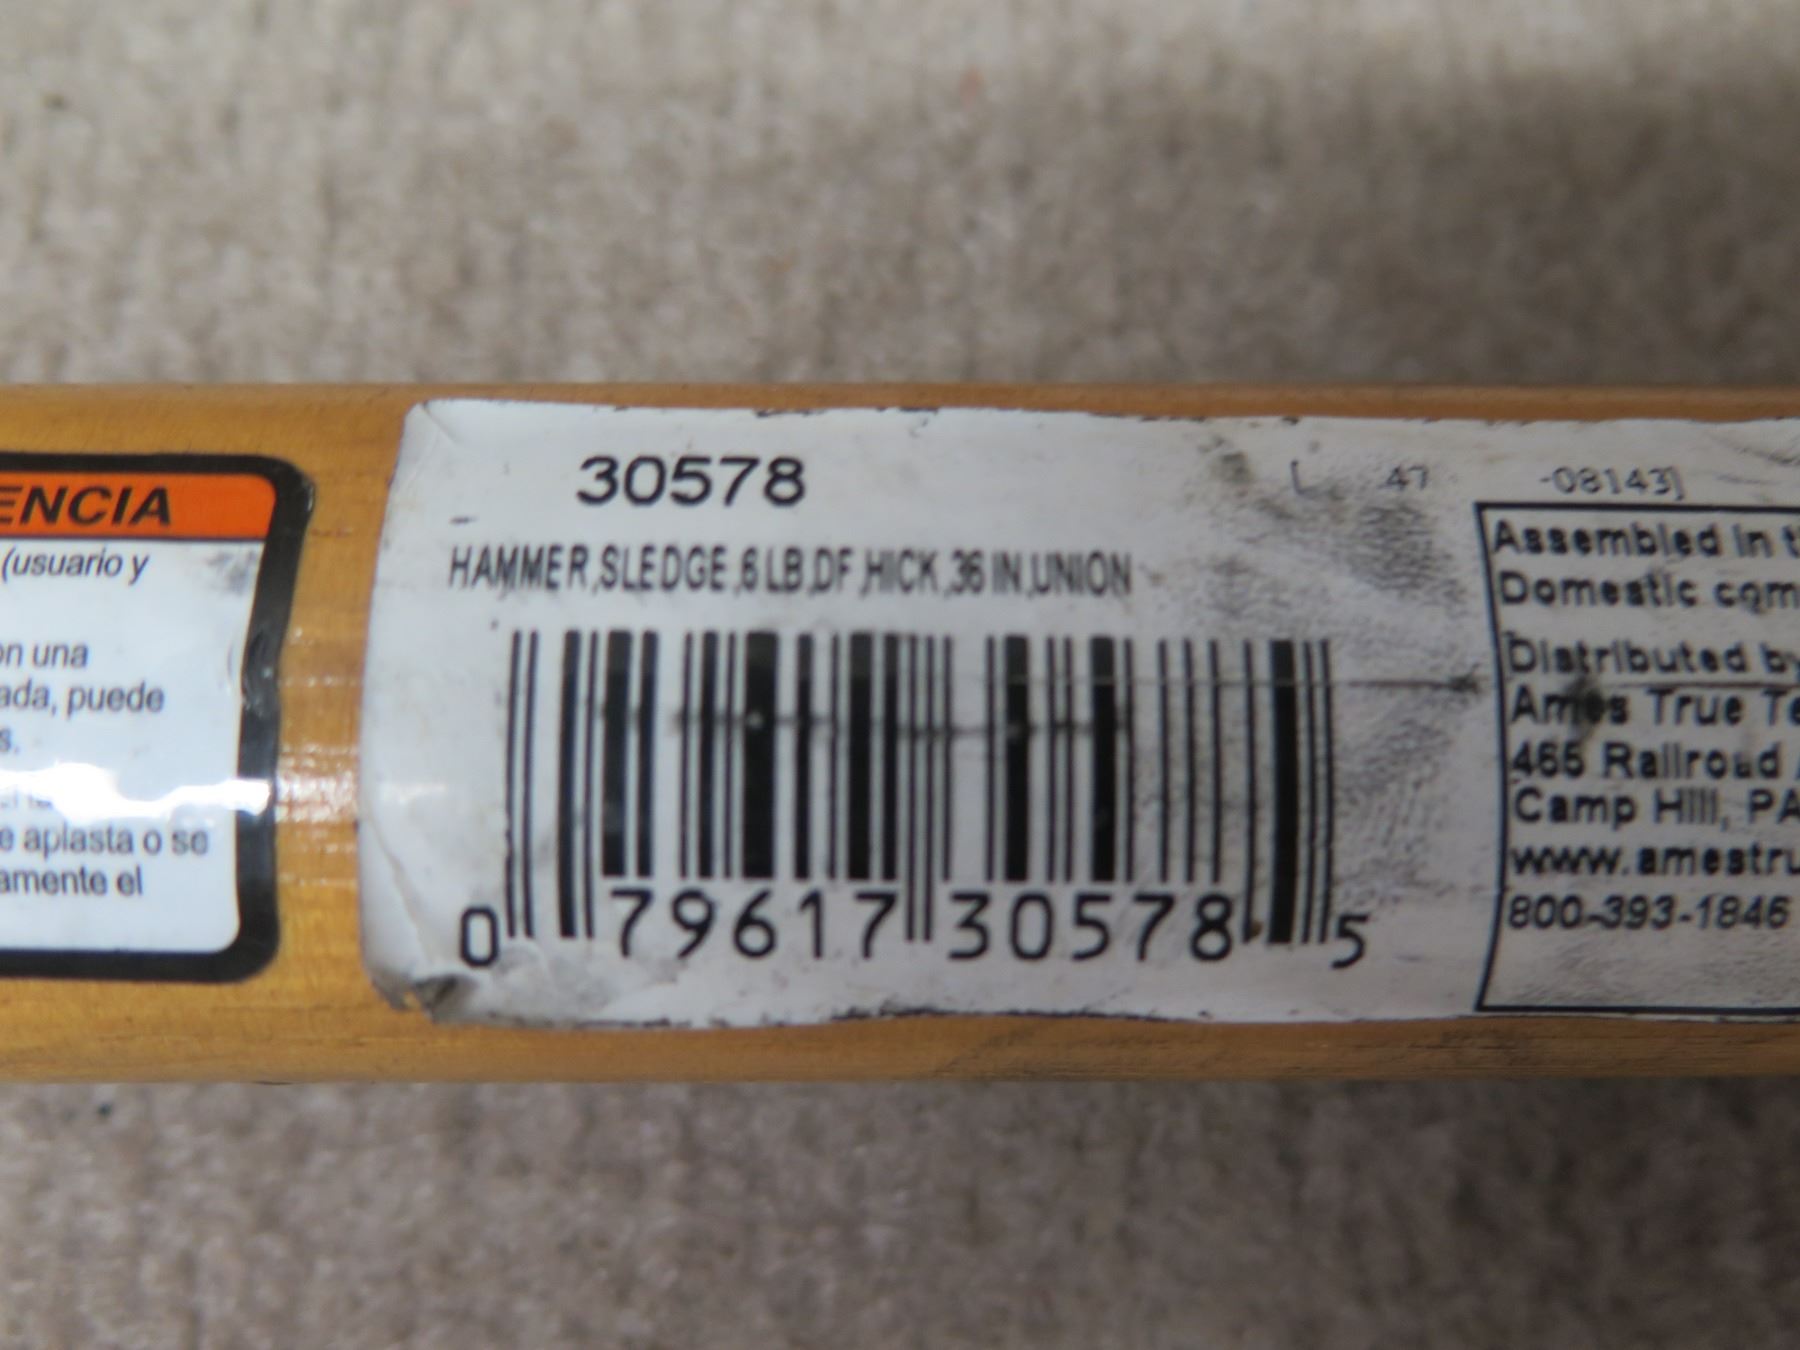 ENCIA
(usuario y
on una
ada, puede
s.
e aplasta o se
amente el
30578
HAMMER,SLEDGE,6 LB,DF,HICK,36 IN,UNION
0 79617 30578 5
L 47 -08143)
Assembled in t
Domestic com
Distributed by
Ames True Te
465 Railroad
Camp Hill, PA
www.amestru
800-393-1846